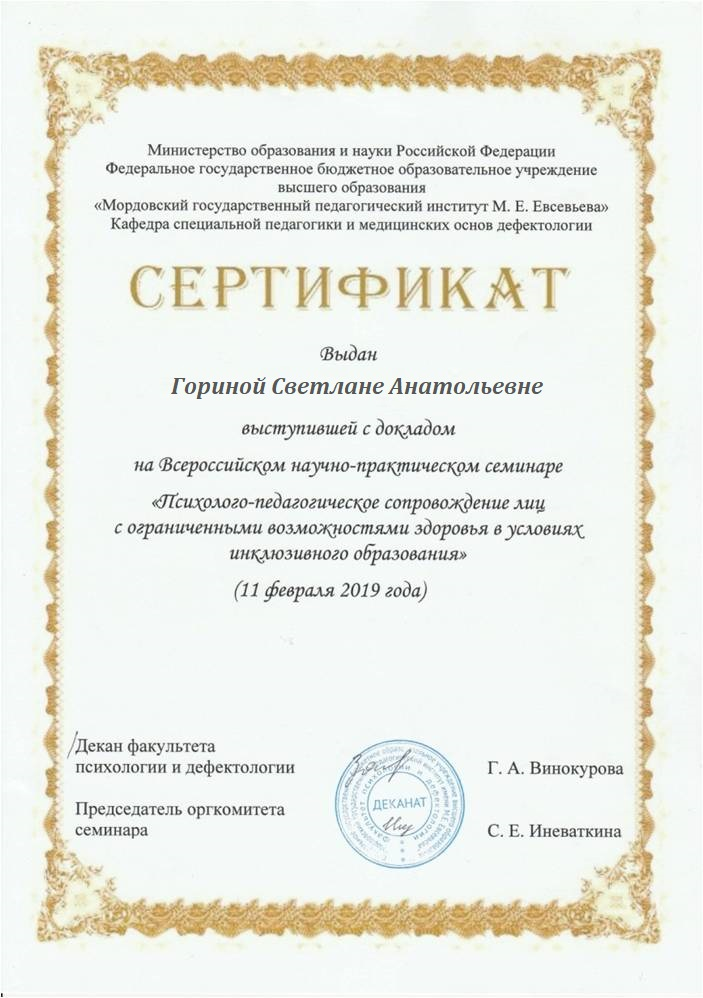 Министерство образования и науки Российской Федерации
Федеральное государственное бюджетное образовательное учреждение
высшего образования
«Мордовский государственный педагогический институт М. Е. Евсевьева»
Кафедра специальной педагогики и медицинских основ дефектологии
СЕРТИФИКАТ
Выдан
Гориной Светлане Анатольевне
выступившей с докладом
на Всероссийском научно-практическом семинаре
«Психолого-педагогическое сопровождение лиц
с ограниченными возможностями здоровья в условиях
инклюзивного образования»
(11 февраля 2019 года)
Декан факультета
психологии и дефектологии
Г. А. Винокурова
Председатель оргкомитета
семинара
С. Е. Иневаткина
ДЕКАНАТ
факультет психологии и дефектологии